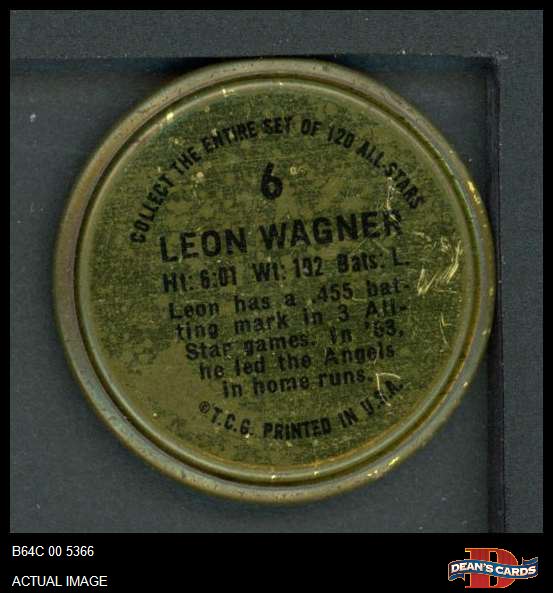 COLLECT THE ENTIRE SET OF 120 ALL-STARS
6
LEON WAGNER
Ht: 6:01 Wt: 192 Bats: L.
Leon has a .455 bat-
ting mark in 3 All-
Star games. In '63,
he led the Angels
in home runs.
©T.C.G. PRINTED IN U.S.A.
B64C 00 5366
ACTUAL IMAGE
D
DEAN'S CARDS